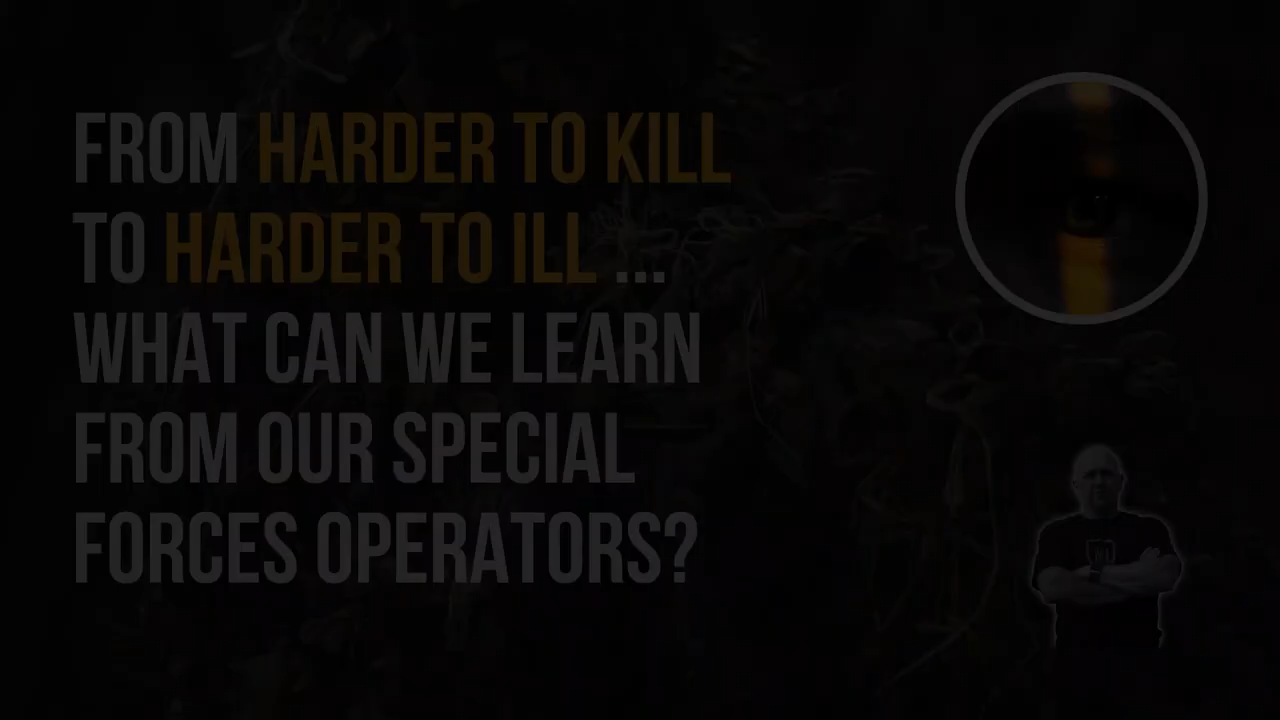 FROM HARDER TO KILL
TO HARDER TO ILL ...
WHAT CAN WE LEARN
FROM OUR SPECIAL
FORCES OPERATORS?